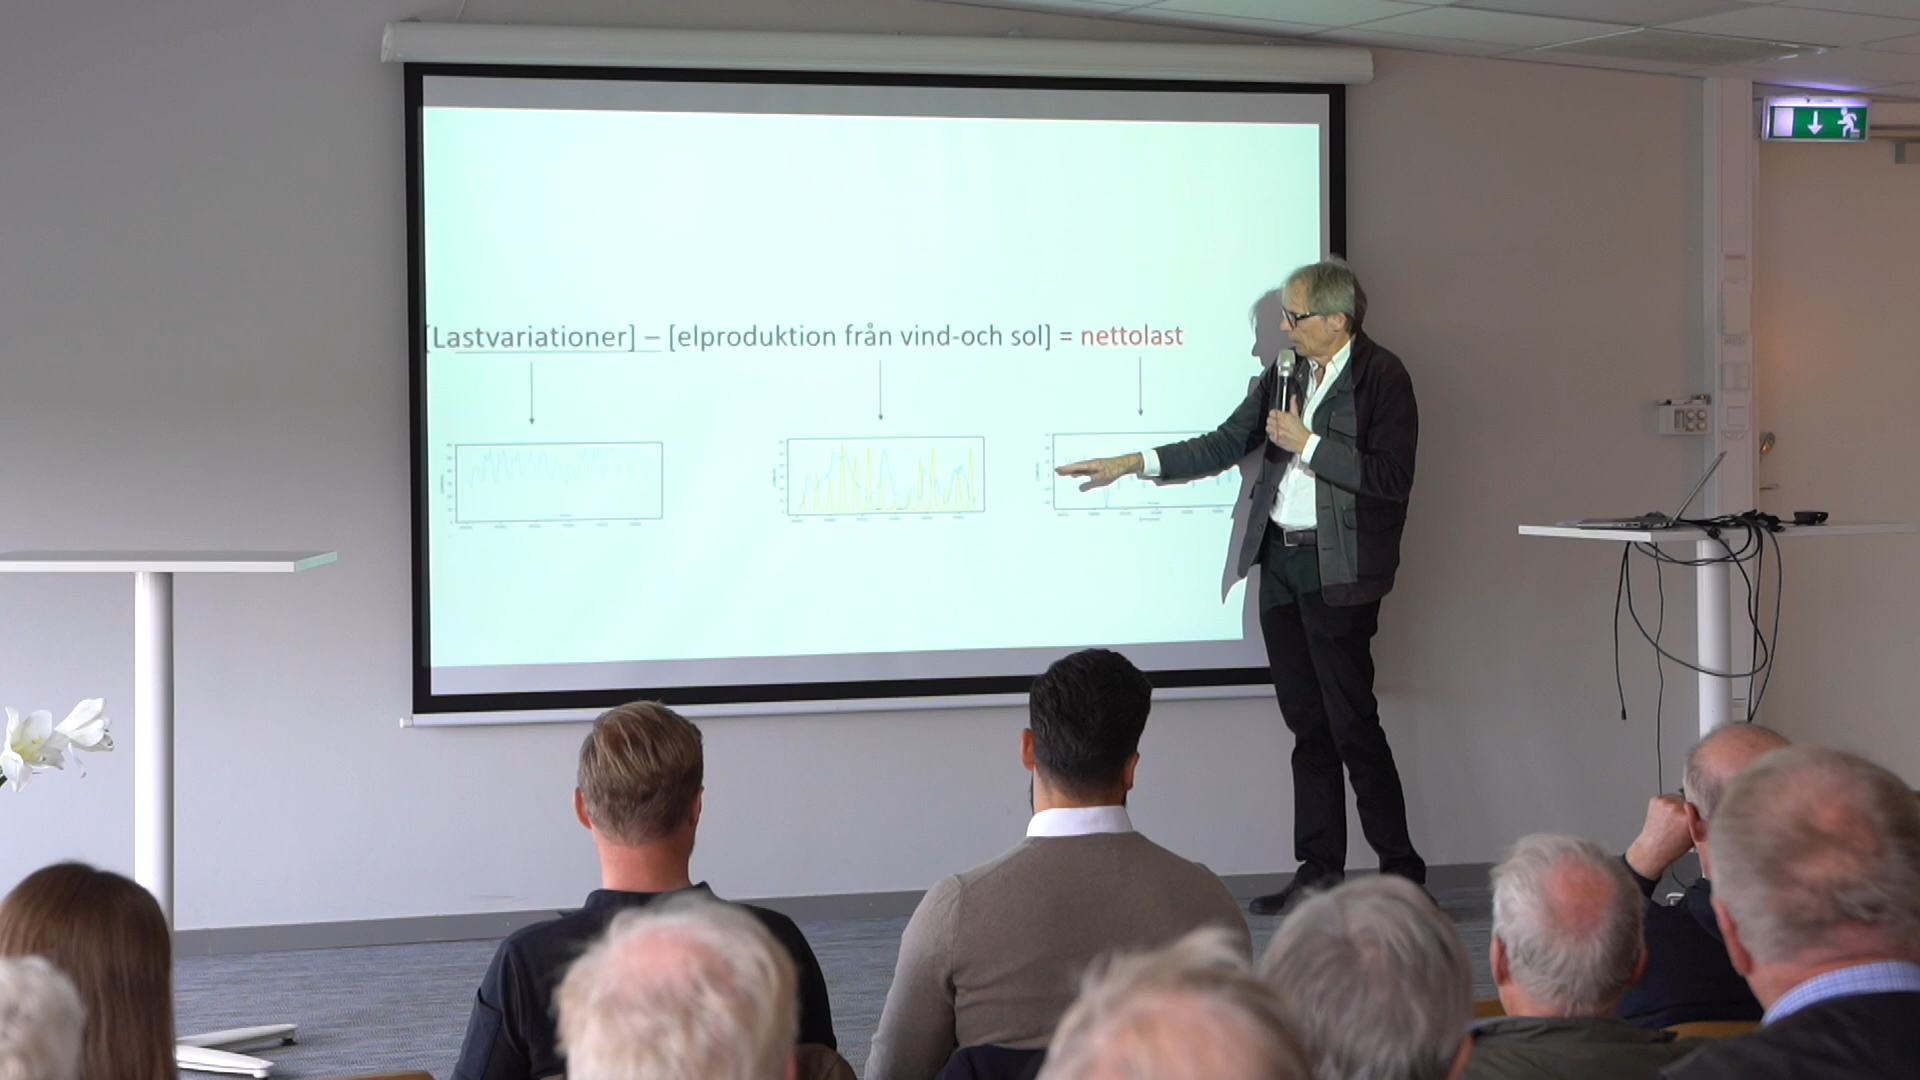 [Lastvariationer] – [elproduktion från vind-och sol] = nettolast